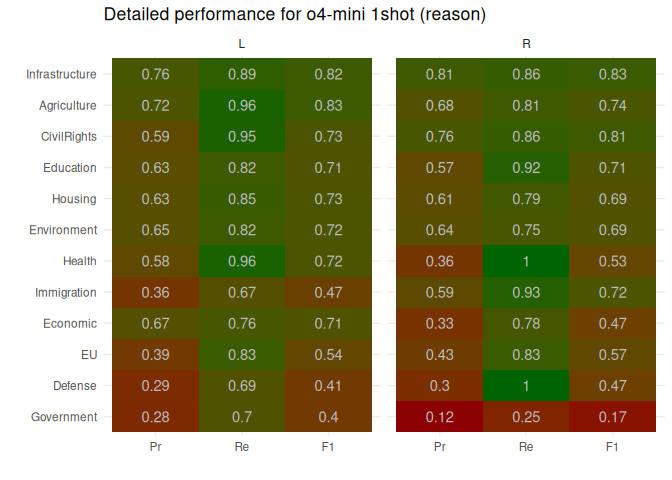 Detailed performance for o4-mini 1shot (reason)
L R
Infrastructure 0.76 0.89 0.82 0.81 0.86 0.83
Agriculture 0.72 0.96 0.83 0.68 0.81 0.74
CivilRights 0.59 0.95 0.73 0.76 0.86 0.81
Education 0.63 0.82 0.71 0.57 0.92 0.71
Housing 0.63 0.85 0.73 0.61 0.79 0.69
Environment 0.65 0.82 0.72 0.64 0.75 0.69
Health 0.58 0.96 0.72 0.36 1 0.53
Immigration 0.36 0.67 0.47 0.59 0.93 0.72
Economic 0.67 0.76 0.71 0.33 0.78 0.47
EU 0.39 0.83 0.54 0.43 0.83 0.57
Defense 0.29 0.69 0.41 0.3 1 0.47
Government 0.28 0.7 0.4 0.12 0.25 0.17
Pr Re F1 Pr Re F1